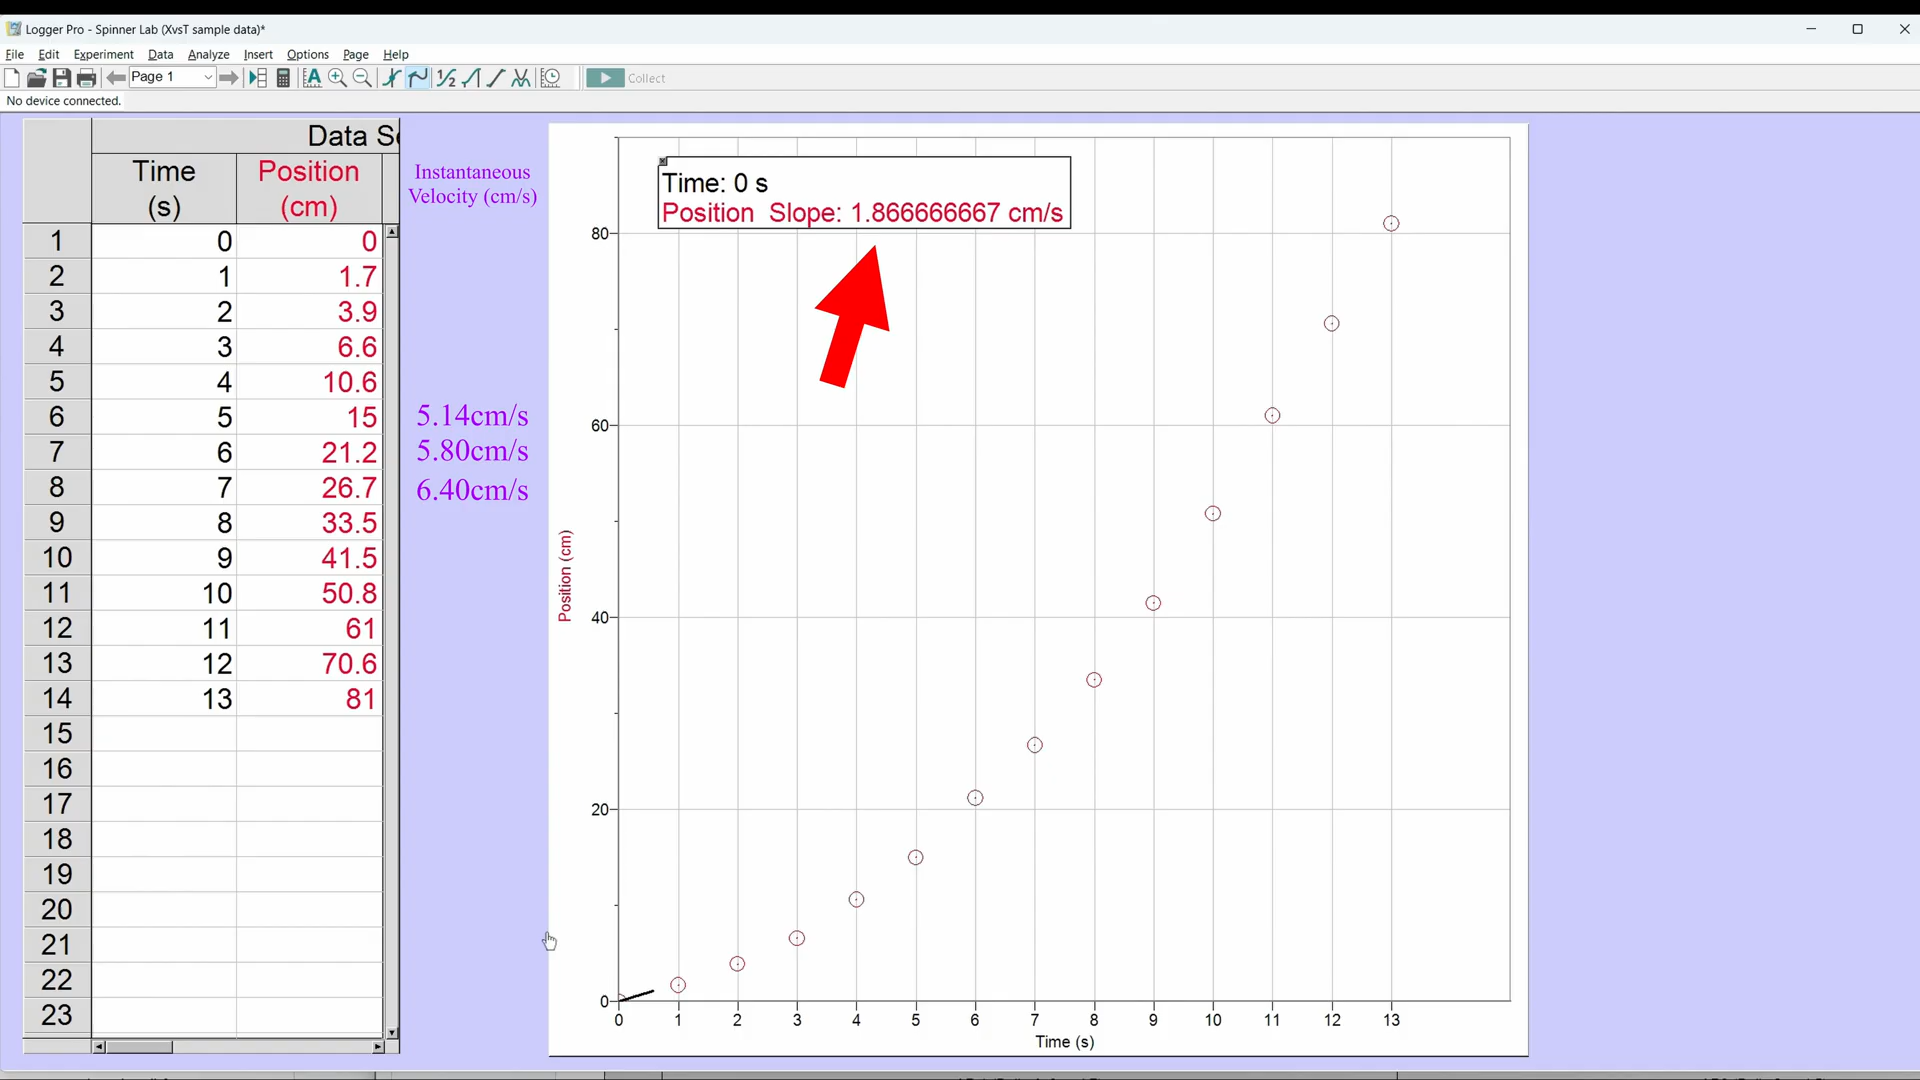 Logger Pro - Spinner Lab (XvsT sample data)*
File Edit Experiment Data Analyze Insert Options Page Help
Page 1
Collect
No device connected.
Data Se
Time (s)
Position (cm)
Instantaneous
Velocity (cm/s)
1 0 0
2 1 1.7
3 2 3.9
4 3 6.6
5 4 10.6
6 5 15 5.14cm/s
7 6 21.2 5.80cm/s
8 7 26.7 6.40cm/s
9 8 33.5
10 9 41.5
11 10 50.8
12 11 61
13 12 70.6
14 13 81
15
16
17
18
19
20
21
22
23
Time: 0 s
Position Slope: 1.866666667 cm/s
80
60
40
20
0
Position (cm)
0 1 2 3 4 5 6 7 8 9 10 11 12 13
Time (s)